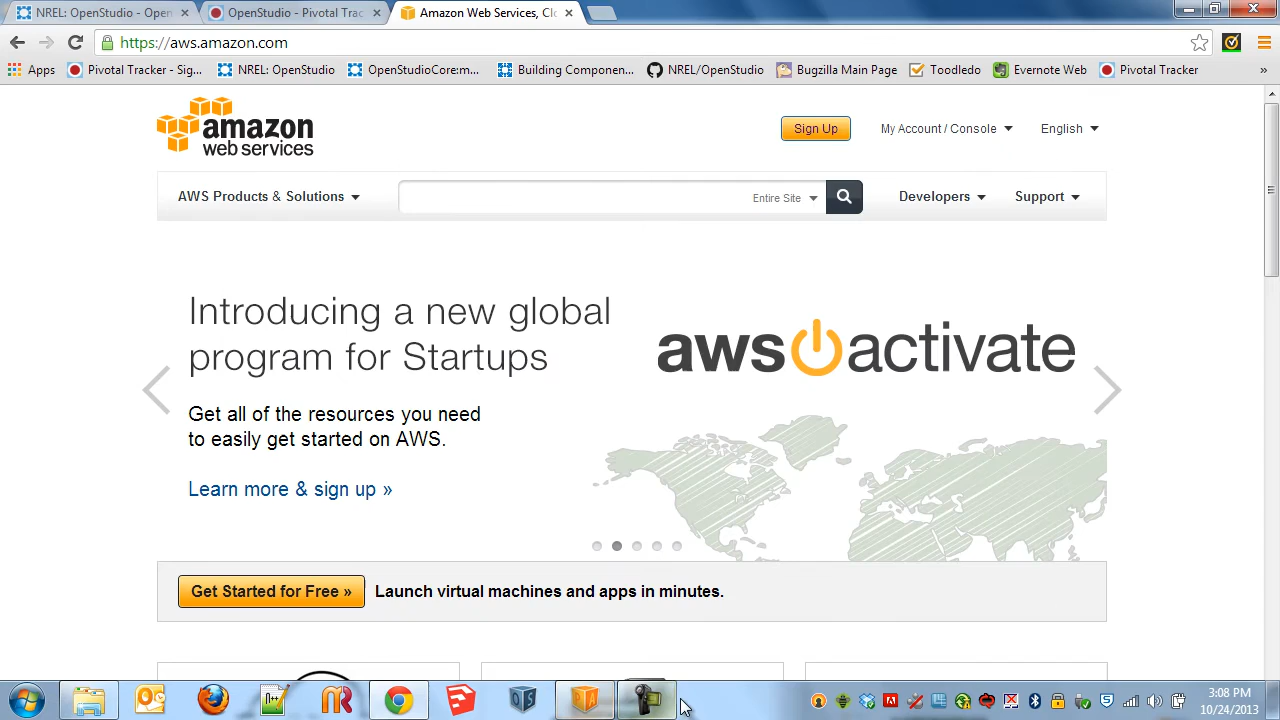 NREL: OpenStudio - Open
OpenStudio - Pivotal Trac
Amazon Web Services, Clo
https://aws.amazon.com
Apps
Pivotal Tracker - Sig...
NREL: Openstudio
OpenStudioCore:m...
Building Componen...
NREL/OpenStudio
Bugzilla Main Page
Toodledo
Evernote Web
Pivotal Tracker
»
amazon
web services
Sign Up
My Account / Console
English
AWS Products & Solutions
Entire Site
Developers
Support
Introducing a new global
program for Startups
aws activate
Get all of the resources you need
to easily get started on AWS.
Learn more & sign up »
Get Started for Free »
Launch virtual machines and apps in minutes.
3:08 PM
10/24/2013